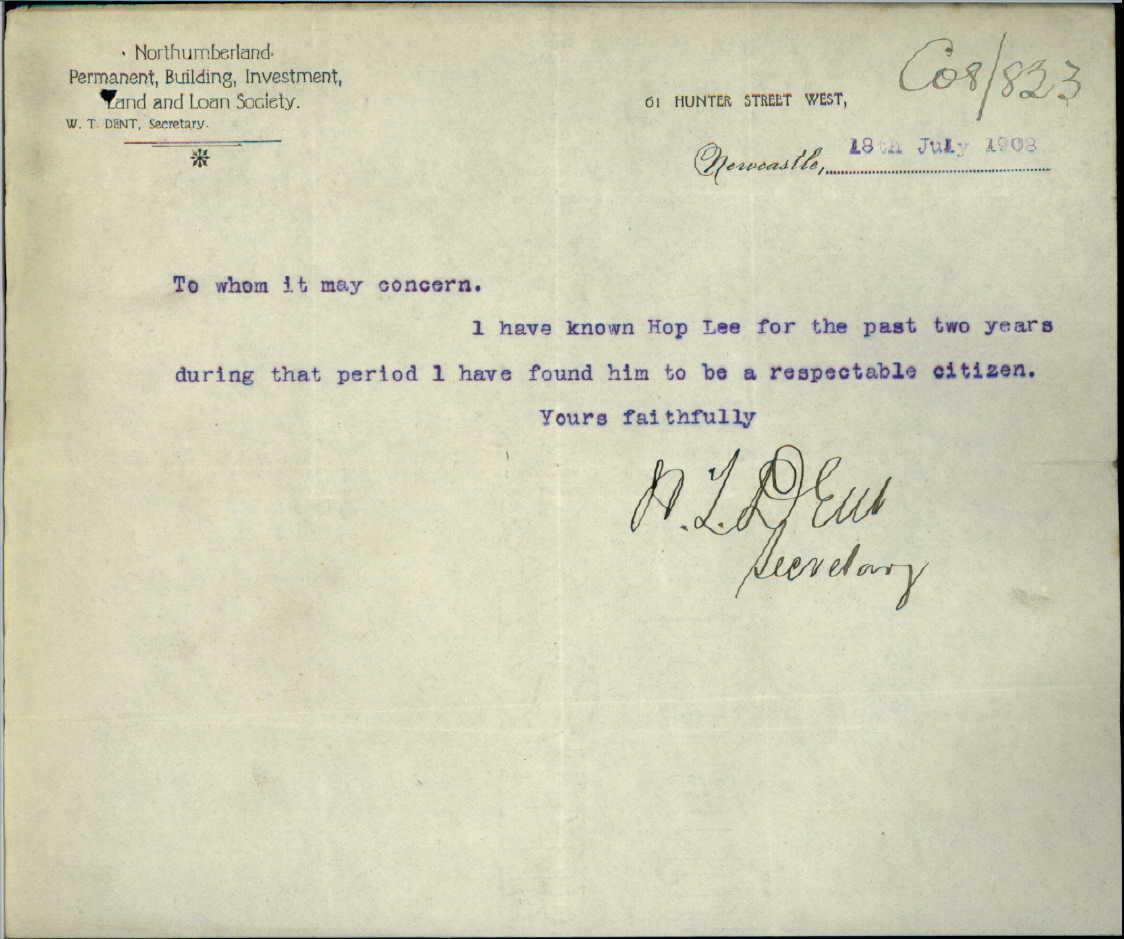 Northumberland
Permanent, Building, Investment,
Land and Loan Society.
W. T. DENT, Secretary.
Co8/823
61 HUNTER STREET WEST,
Newcastle, 18th July 1908
To whom it may concern.
1 have known Hop Lee for the past two years
during that period 1 have found him to be a respectable citizen.
Yours faithfully
W. T. Dent
Secretary